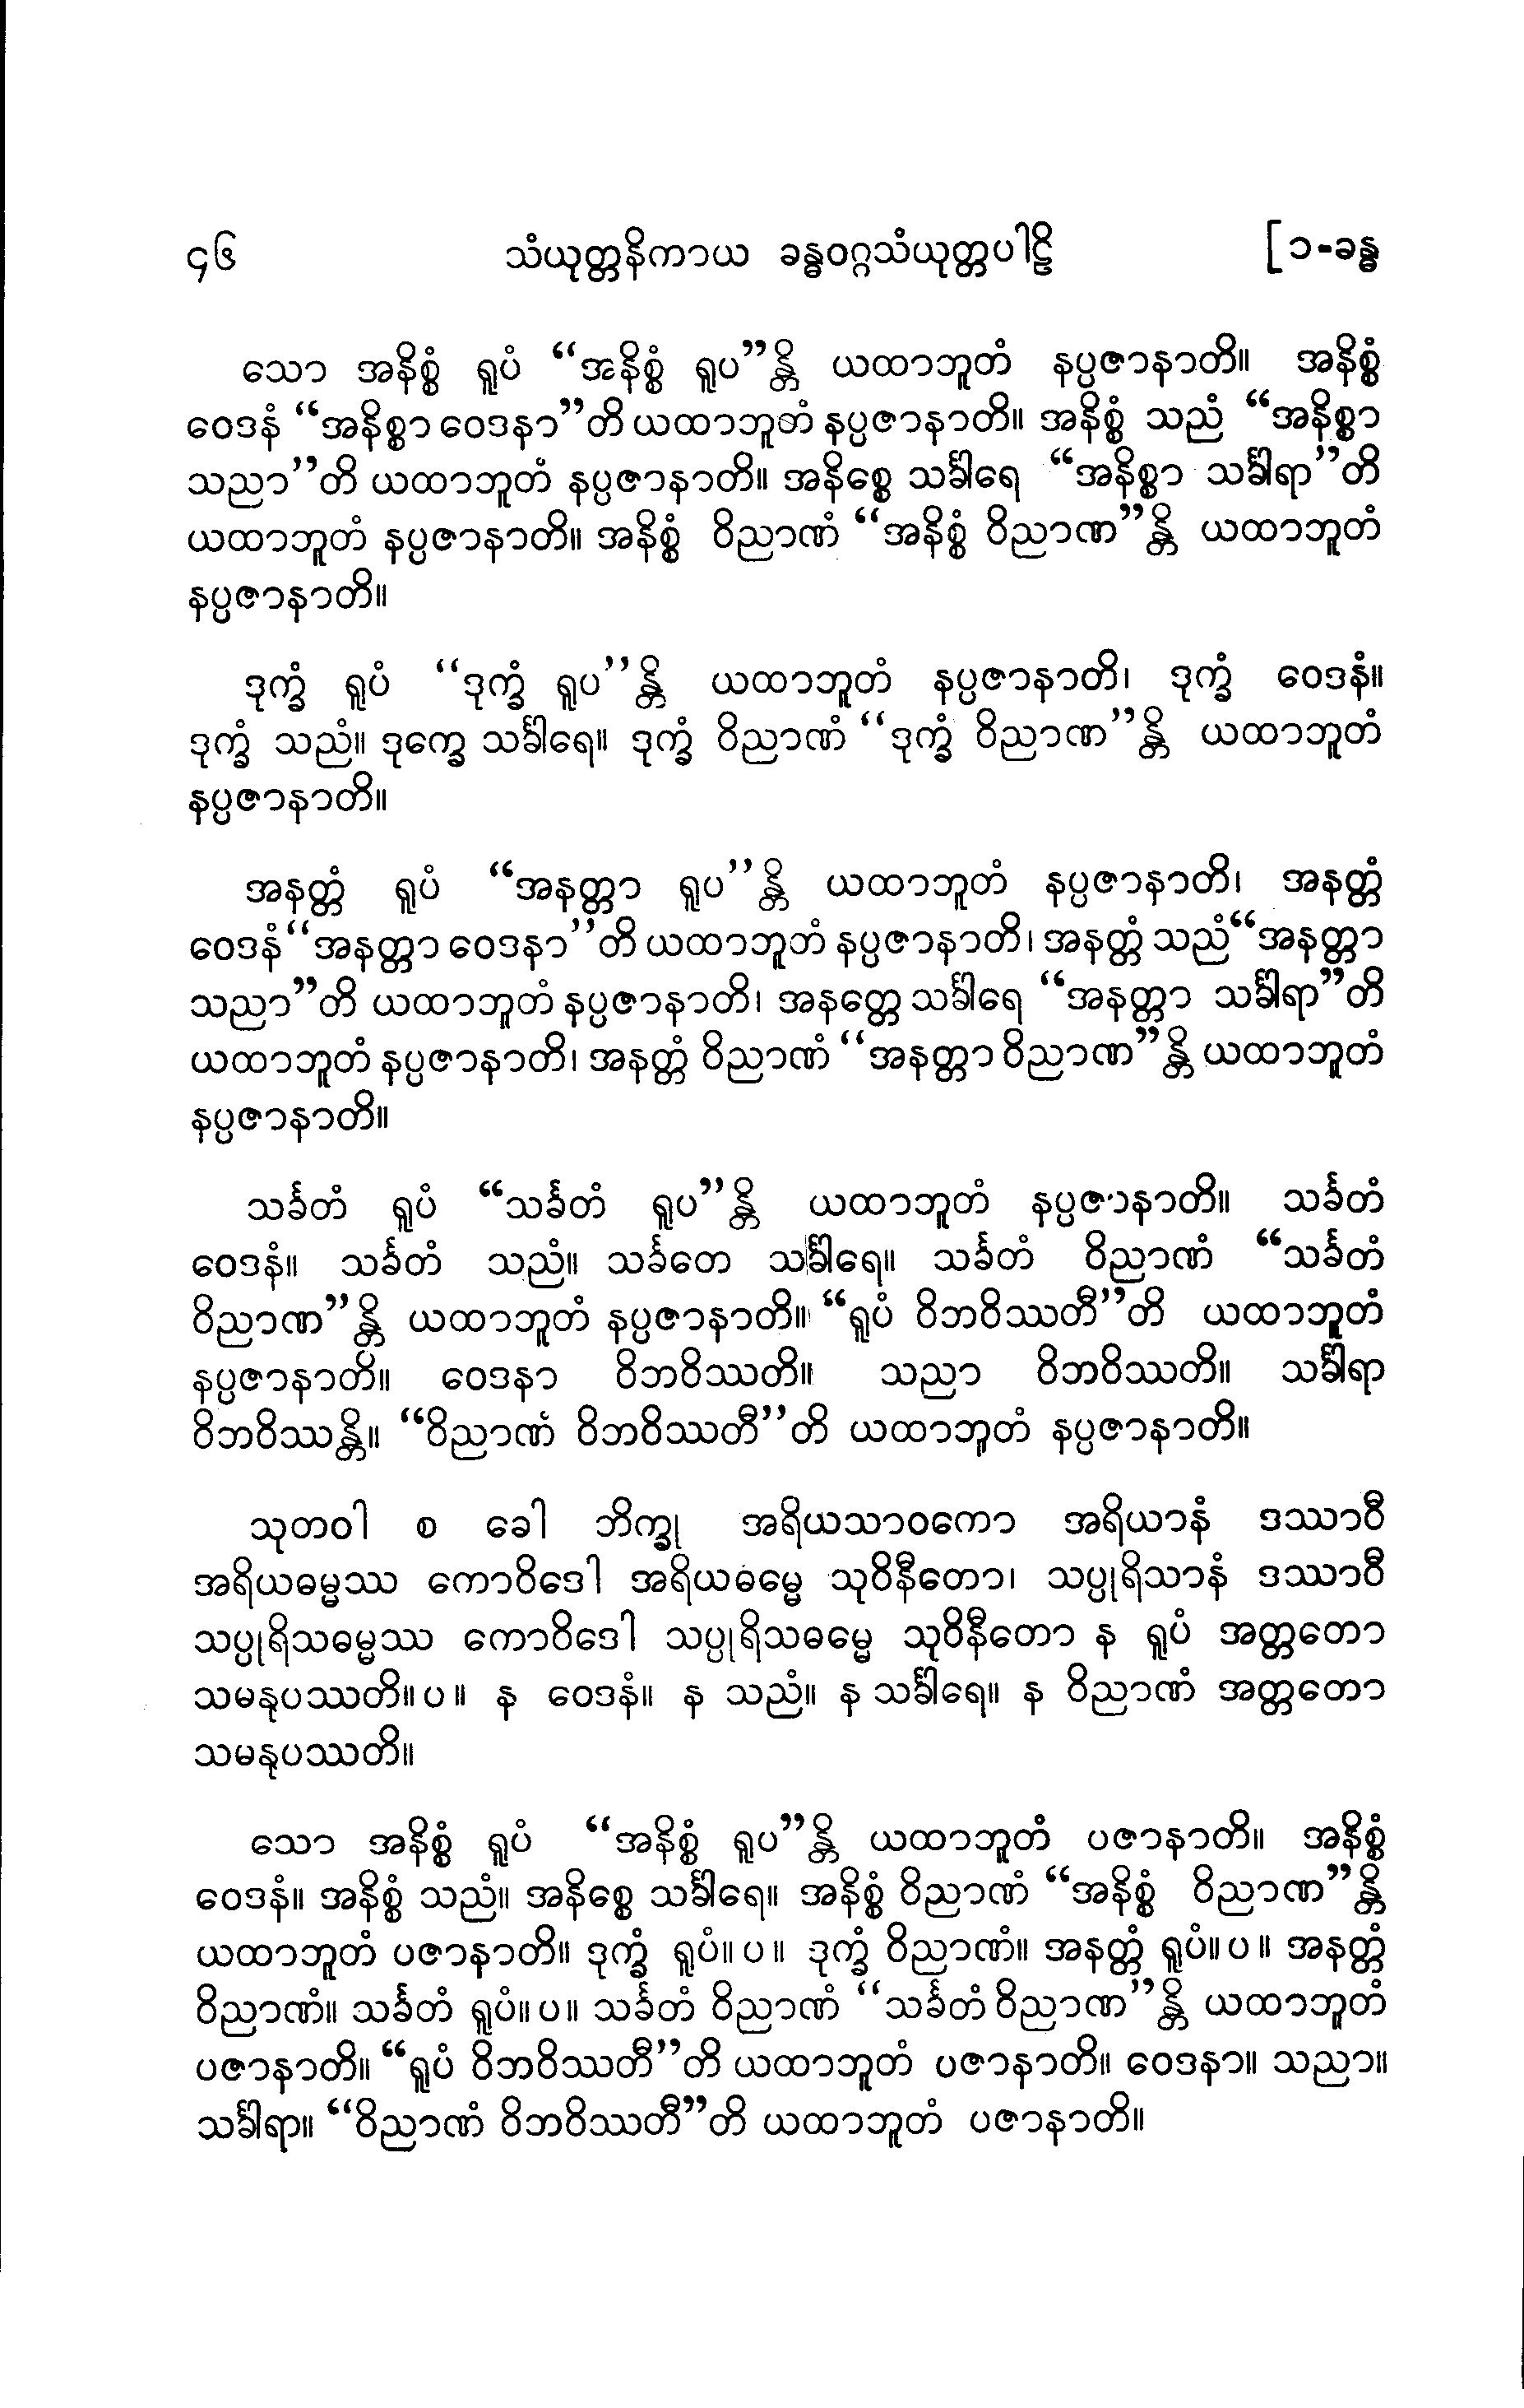 ၄၆ သံယုတ္တနိကာယ ခန္ဓဝဂ္ဂသံယုတ္တပါဠိ [၁-ခန္ဓ
သော အနိစ္စံ ရူပံ “အနိစ္စံ ရူပ”န္တိ ယထာဘူတံ နပ္ပဇာနာတိ။ အနိစ္စံ
ဝေဒနံ “အနိစ္စာ ဝေဒနာ”တိ ယထာဘူတံ နပ္ပဇာနာတိ။ အနိစ္စံ သညံ “အနိစ္စာ
သညာ”တိ ယထာဘူတံ နပ္ပဇာနာတိ။ အနိစ္စေ သင်္ခါရေ “အနိစ္စာ သင်္ခါရာ”တိ
ယထာဘူတံ နပ္ပဇာနာတိ။ အနိစ္စံ ဝိညာဏံ “အနိစ္စံ ဝိညာဏ”န္တိ ယထာဘူတံ
နပ္ပဇာနာတိ။
ဒုက္ခံ ရူပံ “ဒုက္ခံ ရူပ”န္တိ ယထာဘူတံ နပ္ပဇာနာတိ၊ ဒုက္ခံ ဝေဒနံ။
ဒုက္ခံ သညံ။ ဒုက္ခေ သင်္ခါရေ။ ဒုက္ခံ ဝိညာဏံ “ဒုက္ခံ ဝိညာဏ”န္တိ ယထာဘူတံ
နပ္ပဇာနာတိ။
အနတ္တံ ရူပံ “အနတ္တာ ရူပ”န္တိ ယထာဘူတံ နပ္ပဇာနာတိ၊ အနတ္တံ
ဝေဒနံ “အနတ္တာ ဝေဒနာ”တိ ယထာဘူတံ နပ္ပဇာနာတိ၊ အနတ္တံ သညံ “အနတ္တာ
သညာ”တိ ယထာဘူတံ နပ္ပဇာနာတိ၊ အနတ္တေ သင်္ခါရေ “အနတ္တာ သင်္ခါရာ”တိ
ယထာဘူတံ နပ္ပဇာနာတိ၊ အနတ္တံ ဝိညာဏံ “အနတ္တာ ဝိညာဏ”န္တိ ယထာဘူတံ
နပ္ပဇာနာတိ။
သင်္ခတံ ရူပံ “သင်္ခတံ ရူပ”န္တိ ယထာဘူတံ နပ္ပဇာနာတိ။ သင်္ခတံ
ဝေဒနံ။ သင်္ခတံ သညံ။ သင်္ခတေ သင်္ခါရေ။ သင်္ခတံ ဝိညာဏံ “သင်္ခတံ
ဝိညာဏ”န္တိ ယထာဘူတံ နပ္ပဇာနာတိ။ “ရူပံ ဝိဘဝိဿတီ”တိ ယထာဘူတံ
နပ္ပဇာနာတိ။ ဝေဒနာ ဝိဘဝိဿတိ။ သညာ ဝိဘဝိဿတိ။ သင်္ခါရာ
ဝိဘဝိဿန္တိ။ “ဝိညာဏံ ဝိဘဝိဿတီ”တိ ယထာဘူတံ နပ္ပဇာနာတိ။
သုတဝါ စ ခေါ ဘိက္ခု အရိယသာဝကော အရိယာနံ ဒဿာဝီ
အရိယဓမ္မဿ ကောဝိဒေါ အရိယဓမ္မေ သုဝိနီတော၊ သပ္ပုရိသာနံ ဒဿာဝီ
သပ္ပုရိသဓမ္မဿ ကောဝိဒေါ သပ္ပုရိသဓမ္မေ သုဝိနီတော န ရူပံ အတ္တတော
သမနုပဿတိ။ပ။ န ဝေဒနံ။ န သညံ။ န သင်္ခါရေ။ န ဝိညာဏံ အတ္တတော
သမနုပဿတိ။
သော အနိစ္စံ ရူပံ “အနိစ္စံ ရူပ”န္တိ ယထာဘူတံ ပဇာနာတိ။ အနိစ္စံ
ဝေဒနံ။ အနိစ္စံ သညံ။ အနိစ္စေ သင်္ခါရေ။ အနိစ္စံ ဝိညာဏံ “အနိစ္စံ ဝိညာဏ”န္တိ
ယထာဘူတံ ပဇာနာတိ။ ဒုက္ခံ ရူပံ။ပ။ ဒုက္ခံ ဝိညာဏံ။ အနတ္တံ ရူပံ။ပ။ အနတ္တံ
ဝိညာဏံ။ သင်္ခတံ ရူပံ။ပ။ သင်္ခတံ ဝိညာဏံ “သင်္ခတံ ဝိညာဏ”န္တိ ယထာဘူတံ
ပဇာနာတိ။ “ရူပံ ဝိဘဝိဿတီ”တိ ယထာဘူတံ ပဇာနာတိ။ ဝေဒနာ။ သညာ။
သင်္ခါရာ။ “ဝိညာဏံ ဝိဘဝိဿတီ”တိ ယထာဘူတံ ပဇာနာတိ။